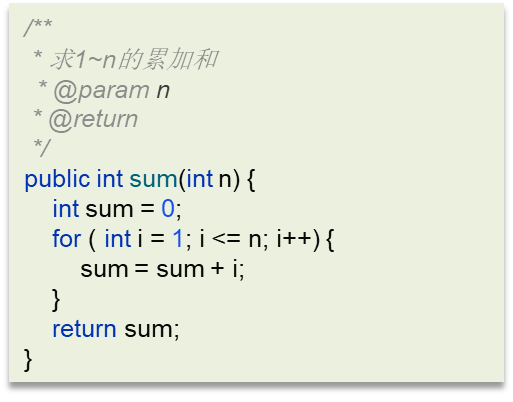 /**
 * 求1~n的累加和
 * @param n
 * @return
 */
public int sum(int n) {
    int sum = 0;
    for ( int i = 1; i <= n; i++) {
        sum = sum + i;
    }
    return sum;
}